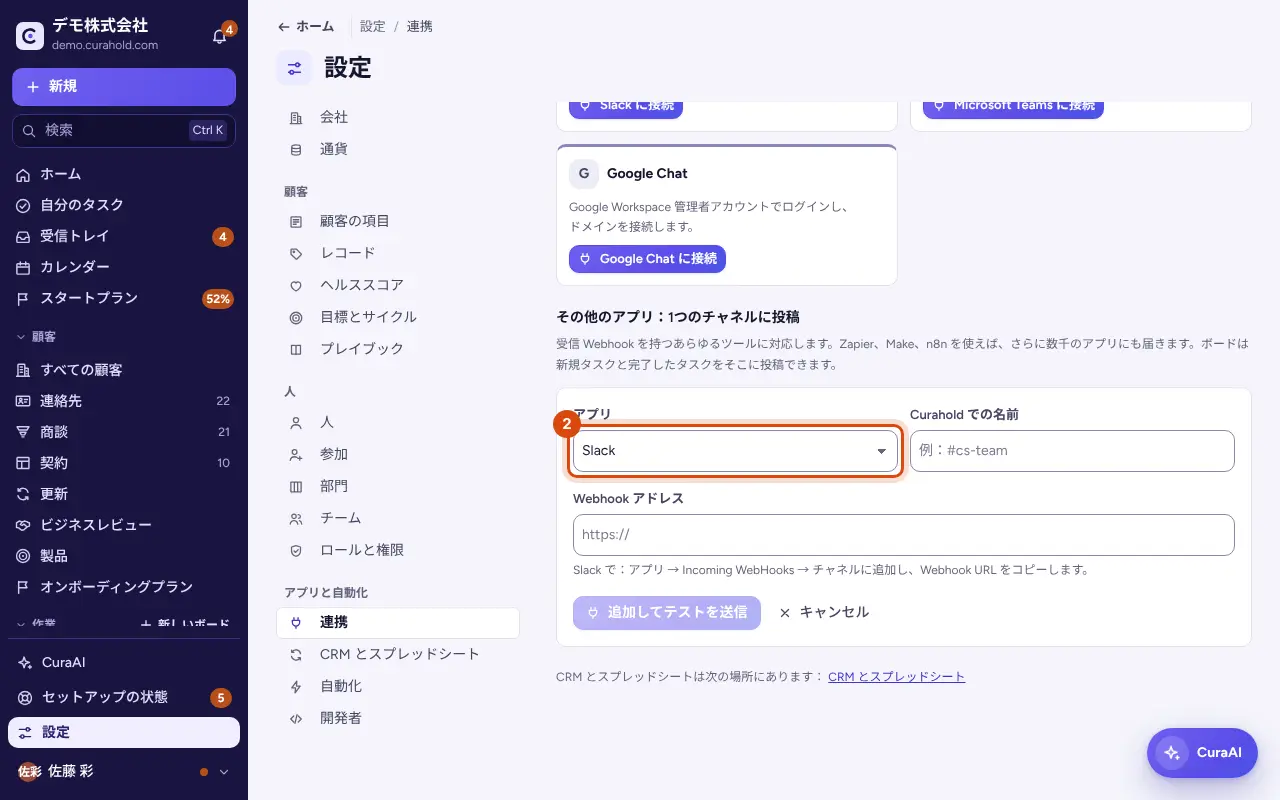 デモ株式会社
demo.curahold.com
4
新規
検索 Ctrl K
ホーム
自分のタスク
受信トレイ 4
カレンダー
スタートプラン 52%
顧客
すべての顧客
連絡先 22
商談 21
契約 10
更新
ビジネスレビュー
製品
オンボーディングプラン
作業 新しいボード
CuraAI
セットアップの状態 5
設定
佐彩 佐藤 彩
← ホーム 設定 / 連携
設定
会社
通貨
顧客
顧客の項目
レコード
ヘルススコア
目標とサイクル
プレイブック
人
人
参加
部門
チーム
ロールと権限
アプリと自動化
連携
CRM とスプレッドシート
自動化
開発者
Slack に接続
Microsoft Teams に接続
G Google Chat
Google Workspace 管理者アカウントでログインし、
ドメインを接続します。
Google Chat に接続
その他のアプリ：1つのチャネルに投稿
受信 Webhook を持つあらゆるツールに対応します。Zapier、Make、n8n を使えば、さらに数千のアプリにも届きます。ボードは
新規タスクと完了したタスクをそこに投稿できます。
アプリ
2
Slack
Curahold での名前
例：#cs-team
Webhook アドレス
https://
Slack で：アプリ → Incoming WebHooks → チャネルに追加し、Webhook URL をコピーします。
追加してテストを送信
キャンセル
CRM とスプレッドシートは次の場所にあります： CRM とスプレッドシート
CuraAI